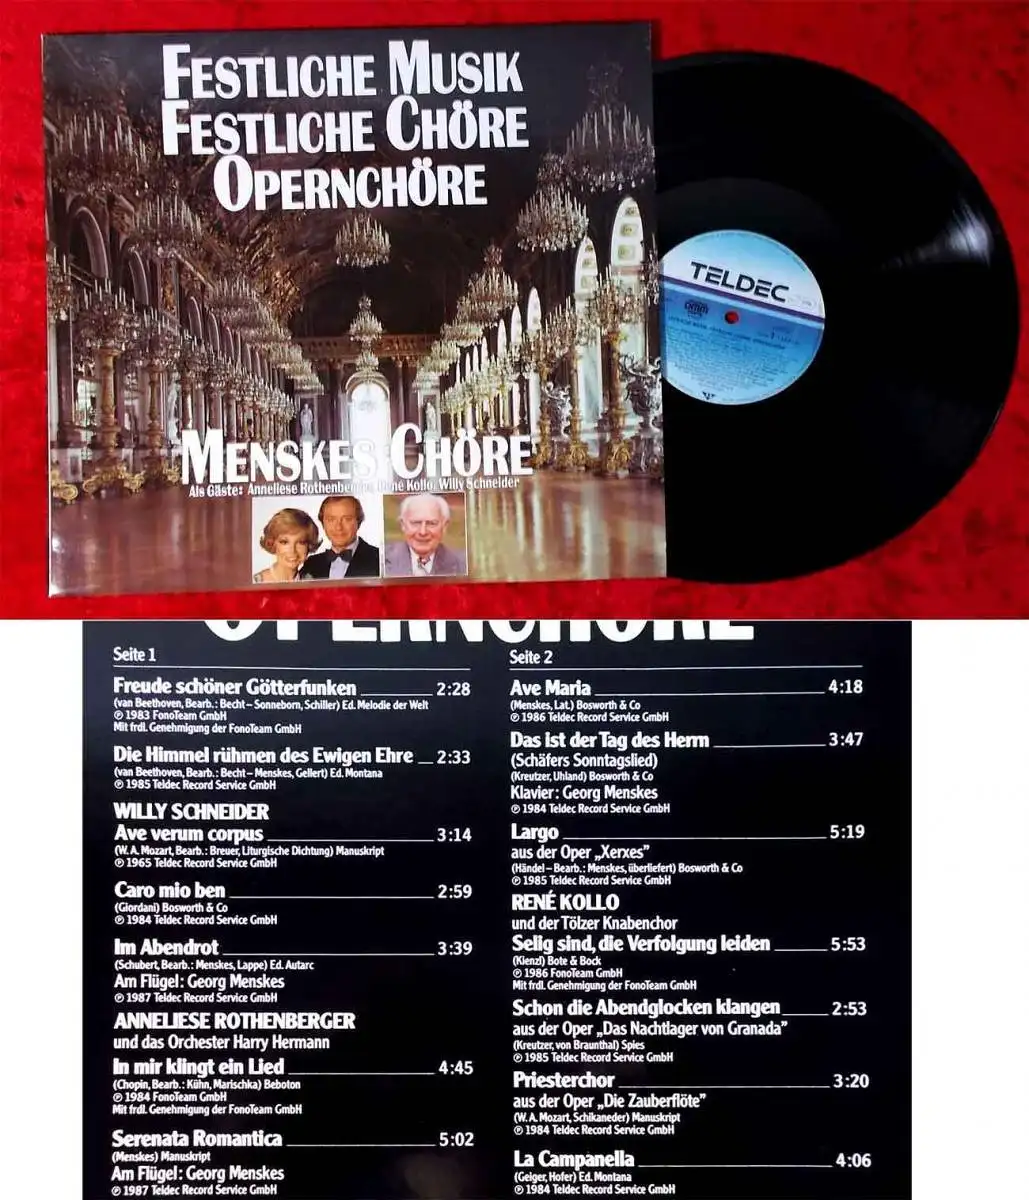 FESTLICHE MUSIK
FESTLICHE CHÖRE
OPERNCHÖRE
MENSKES CHÖRE
Als Gäste: Anneliese Rothenberger, René Kollo, Willy Schneider
TELDEC
DMM
OPERNCHÖRE
Seite 1
Freude schöner Götterfunken 2:28
(van Beethoven, Bearb.: Becht – Sonneborn, Schiller) Ed. Melodie der Welt
℗ 1983 FonoTeam GmbH
Mit frdl. Genehmigung der FonoTeam GmbH
Die Himmel rühmen des Ewigen Ehre 2:33
(van Beethoven, Bearb.: Becht – Menskes, Gellert) Ed. Montana
℗ 1985 Teldec Record Service GmbH
WILLY SCHNEIDER
Ave verum corpus 3:14
(W. A. Mozart, Bearb.: Breuer, Liturgische Dichtung) Manuskript
℗ 1965 Teldec Record Service GmbH
Caro mio ben 2:59
(Giordani) Bosworth & Co
℗ 1984 Teldec Record Service GmbH
Im Abendrot 3:39
(Schubert, Bearb.: Menskes, Lappe) Ed. Autarc
Am Flügel: Georg Menskes
℗ 1987 Teldec Record Service GmbH
ANNELIESE ROTHENBERGER
und das Orchester Harry Hermann
In mir klingt ein Lied 4:45
(Chopin, Bearb.: Kühn, Marischka) Beboton
℗ 1984 FonoTeam GmbH
Mit frdl. Genehmigung der FonoTeam GmbH
Serenata Romantica 5:02
(Menskes) Manuskript
Am Flügel: Georg Menskes
℗ 1987 Teldec Record Service GmbH
Seite 2
Ave Maria 4:18
(Menskes, Lat.) Bosworth & Co
℗ 1986 Teldec Record Service GmbH
Das ist der Tag des Herrn 3:47
(Schäfers Sonntagslied)
(Kreutzer, Uhland) Bosworth & Co
Klavier: Georg Menskes
℗ 1984 Teldec Record Service GmbH
Largo 5:19
aus der Oper „Xerxes”
(Händel – Bearb.: Menskes, überliefert) Bosworth & Co
℗ 1985 Teldec Record Service GmbH
RENÉ KOLLO
und der Tölzer Knabenchor
Selig sind, die Verfolgung leiden 5:53
(Kienzl) Bote & Bock
℗ 1986 FonoTeam GmbH
Mit frdl. Genehmigung der FonoTeam GmbH
Schon die Abendglocken klangen 2:53
aus der Oper „Das Nachtlager von Granada”
(Kreutzer, von Braunthal) Spies
℗ 1985 Teldec Record Service GmbH
Priesterchor 3:20
aus der Oper „Die Zauberflöte”
(W. A. Mozart, Schikaneder) Manuskript
℗ 1984 Teldec Record Service GmbH
La Campanella 4:06
(Geiger, Hofer) Ed. Montana
℗ 1984 Teldec Record Service GmbH